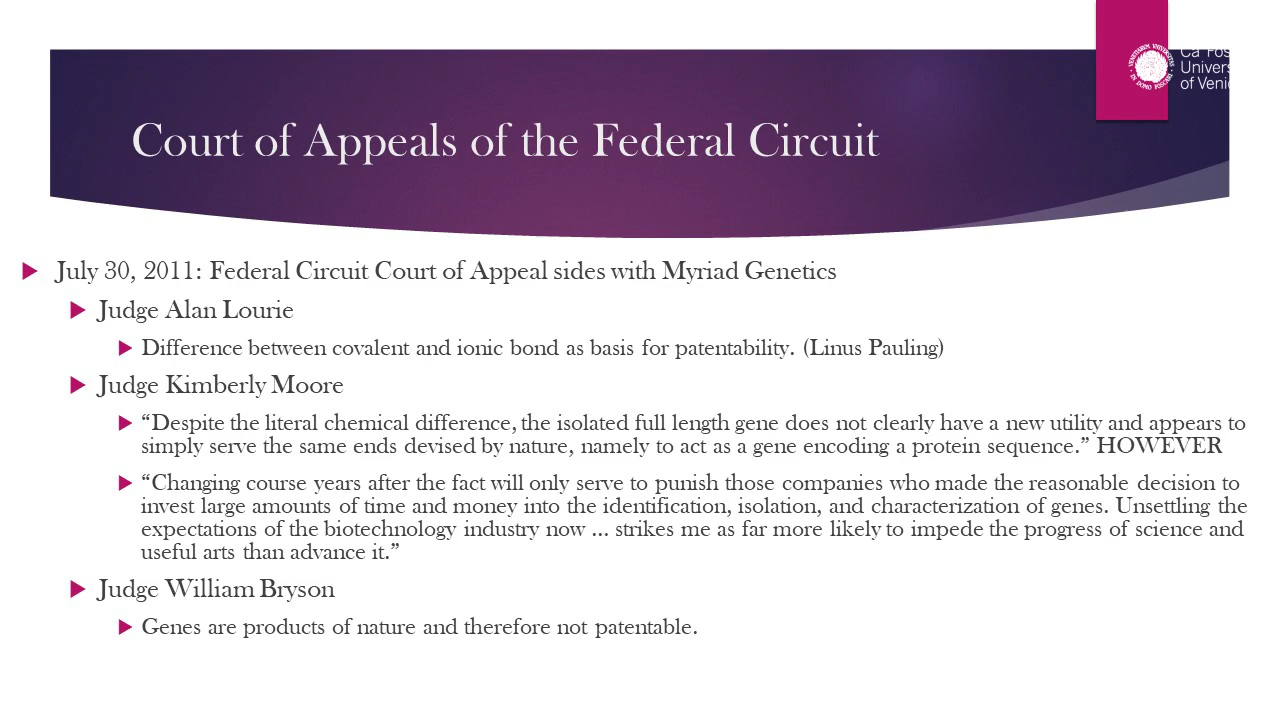 Ca' Fos
Univers
of Veni
Court of Appeals of the Federal Circuit
July 30, 2011: Federal Circuit Court of Appeal sides with Myriad Genetics
Judge Alan Lourie
Difference between covalent and ionic bond as basis for patentability. (Linus Pauling)
Judge Kimberly Moore
“Despite the literal chemical difference, the isolated full length gene does not clearly have a new utility and appears to
simply serve the same ends devised by nature, namely to act as a gene encoding a protein sequence.” HOWEVER
“Changing course years after the fact will only serve to punish those companies who made the reasonable decision to
invest large amounts of time and money into the identification, isolation, and characterization of genes. Unsettling the
expectations of the biotechnology industry now ... strikes me as far more likely to impede the progress of science and
useful arts than advance it.”
Judge William Bryson
Genes are products of nature and therefore not patentable.